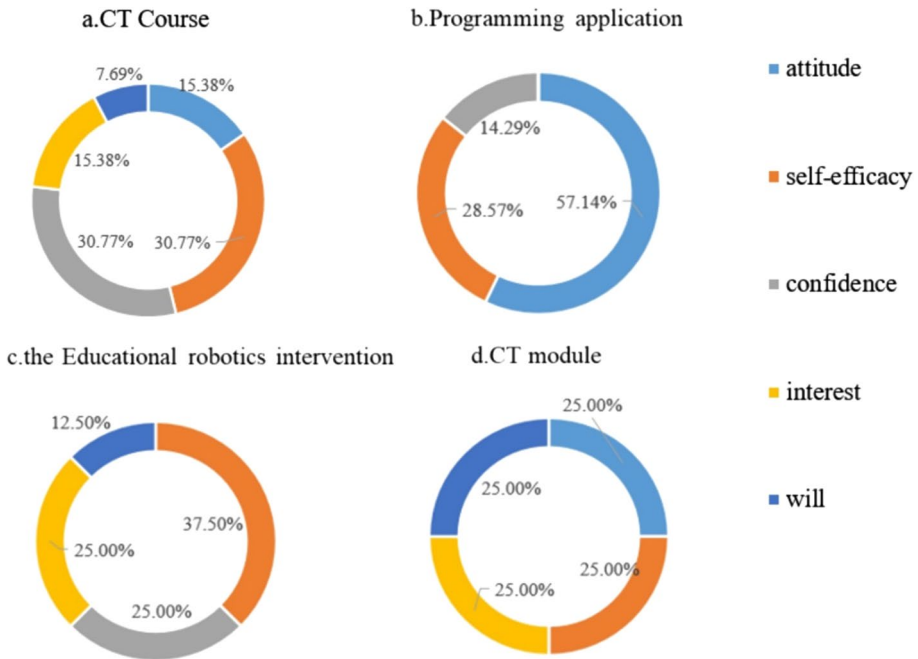 a.CT Course
7.69%
15.38%
15.38%
30.77%
30.77%
b.Programming application
14.29%
28.57%
57.14%
c.the Educational robotics intervention
12.50%
37.50%
25.00%
25.00%
d.CT module
25.00%
25.00%
25.00%
25.00%
attitude
self-efficacy
confidence
interest
will